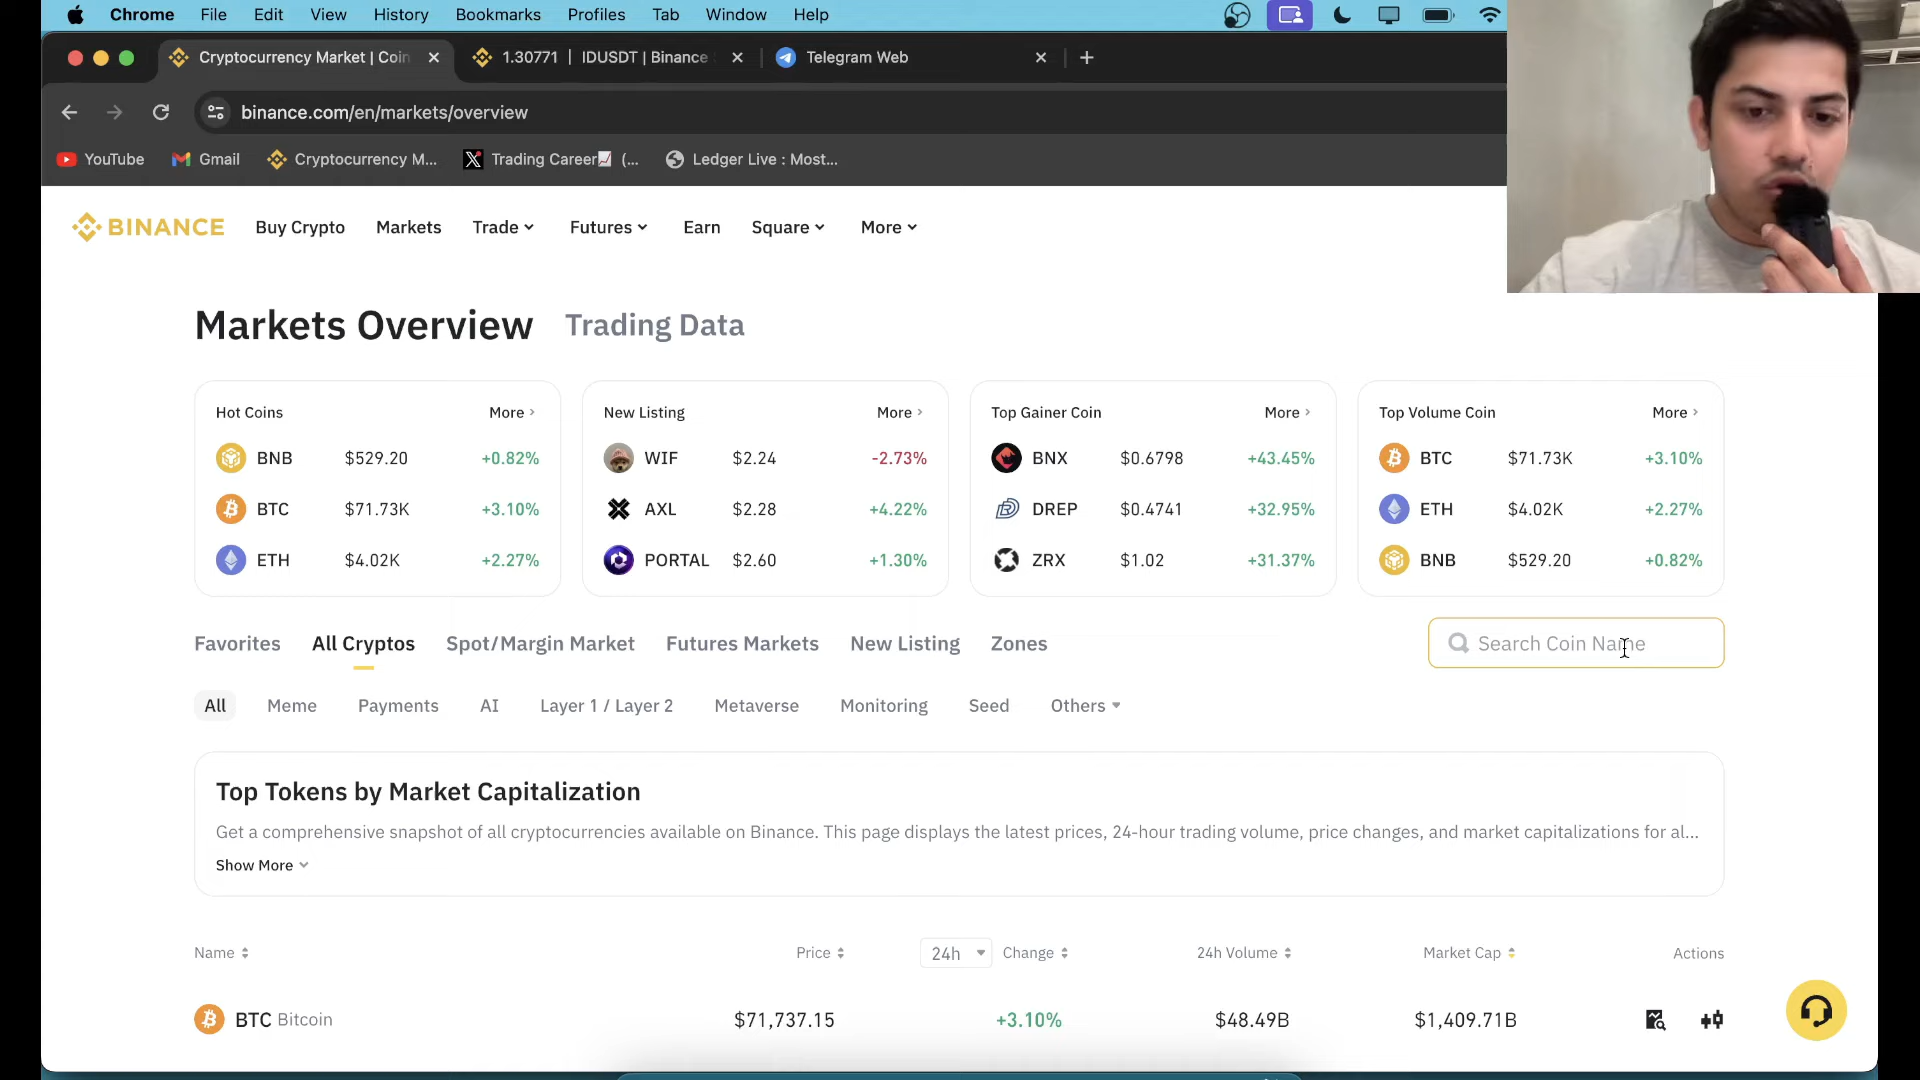 Chrome File Edit View History Bookmarks Profiles Tab Window Help
Cryptocurrency Market | Coin 1.30771 | IDUSDT | Binance Telegram Web
binance.com/en/markets/overview
YouTube Gmail Cryptocurrency M... Trading Career (... Ledger Live : Most...
BINANCE Buy Crypto Markets Trade Futures Earn Square More
Markets Overview Trading Data
Hot Coins More
BNB $529.20 +0.82%
BTC $71.73K +3.10%
ETH $4.02K +2.27%
New Listing More
WIF $2.24 -2.73%
AXL $2.28 +4.22%
PORTAL $2.60 +1.30%
Top Gainer Coin More
BNX $0.6798 +43.45%
DREP $0.4741 +32.95%
ZRX $1.02 +31.37%
Top Volume Coin More
BTC $71.73K +3.10%
ETH $4.02K +2.27%
BNB $529.20 +0.82%
Favorites All Cryptos Spot/Margin Market Futures Markets New Listing Zones Search Coin Name
All Meme Payments AI Layer 1 / Layer 2 Metaverse Monitoring Seed Others
Top Tokens by Market Capitalization
Get a comprehensive snapshot of all cryptocurrencies available on Binance. This page displays the latest prices, 24-hour trading volume, price changes, and market capitalizations for al...
Show More
Name Price 24h Change 24h Volume Market Cap Actions
BTC Bitcoin $71,737.15 +3.10% $48.49B $1,409.71B